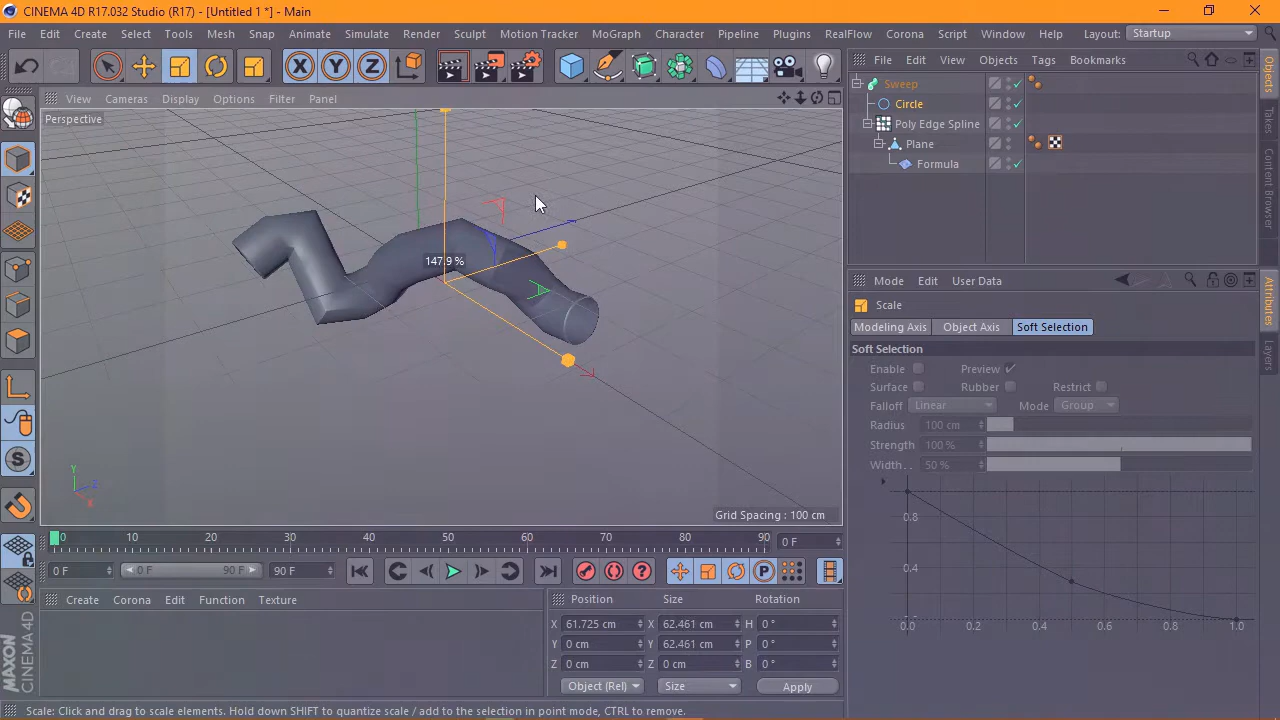 CINEMA 4D R17.032 Studio (R17) - [Untitled 1 *] - Main
File Edit Create Select Tools Mesh Snap Animate Simulate Render Sculpt Motion Tracker MoGraph Character Pipeline Plugins RealFlow Corona Script Window Help Layout: Startup
X Y Z
File Edit View Objects Tags Bookmarks
View Cameras Display Options Filter Panel
Perspective
Sweep
Circle
Poly Edge Spline
Plane
Formula
Objects
Takes
Content Browser
147.9 %
Mode Edit User Data
Scale
Modeling Axis Object Axis Soft Selection
Soft Selection
Enable Preview
Surface Rubber Restrict
Falloff Linear Mode Group
Radius 100 cm
Strength 100 %
Width . . 50 %
Attributes
Layers
0.8
0.4
0.0 0.2 0.4 0.6 0.8 1.0
Y
Z
X
S
Grid Spacing : 100 cm
0 10 20 30 40 50 60 70 80 90 0 F
0 F 0 F 90 F 90 F
P
Create Corona Edit Function Texture
Position Size Rotation
X 61.725 cm X 62.461 cm H 0 °
Y 0 cm Y 62.461 cm P 0 °
Z 0 cm Z 0 cm B 0 °
Object (Rel) Size Apply
MAXON
CINEMA 4D
Scale: Click and drag to scale elements. Hold down SHIFT to quantize scale / add to the selection in point mode, CTRL to remove.